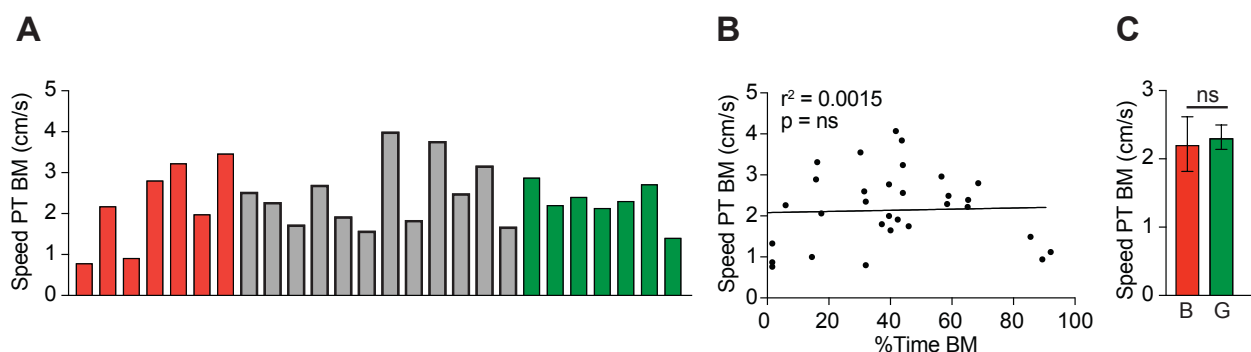 A
Speed PT BM (cm/s)
5
4
3
2
1
0
B
Speed PT BM (cm/s)
5
4
3
2
1
0
r² = 0.0015
p = ns
0 20 40 60 80 100
%Time BM
C
Speed PT BM (cm/s)
3
2
1
0
ns
B G